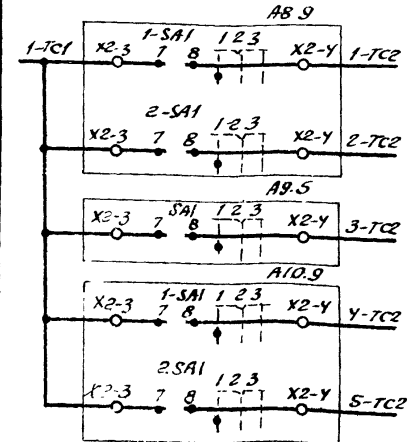 A8.9
1-TC1 X2-3 1-SA1 7 8 1 2 3 X2-4 1-TC2
2-SA1
X2-3 7 8 1 2 3 X2-4 2-TC2
A9.5
X2-3 7 SA1 8 1 2 3 X2-4 3-TC2
A10.9
X2-3 1-SA1 7 8 1 2 3 X2-4 4-TC2
2.SA1
X2-3 7 8 1 2 3 X2-4 5-TC2